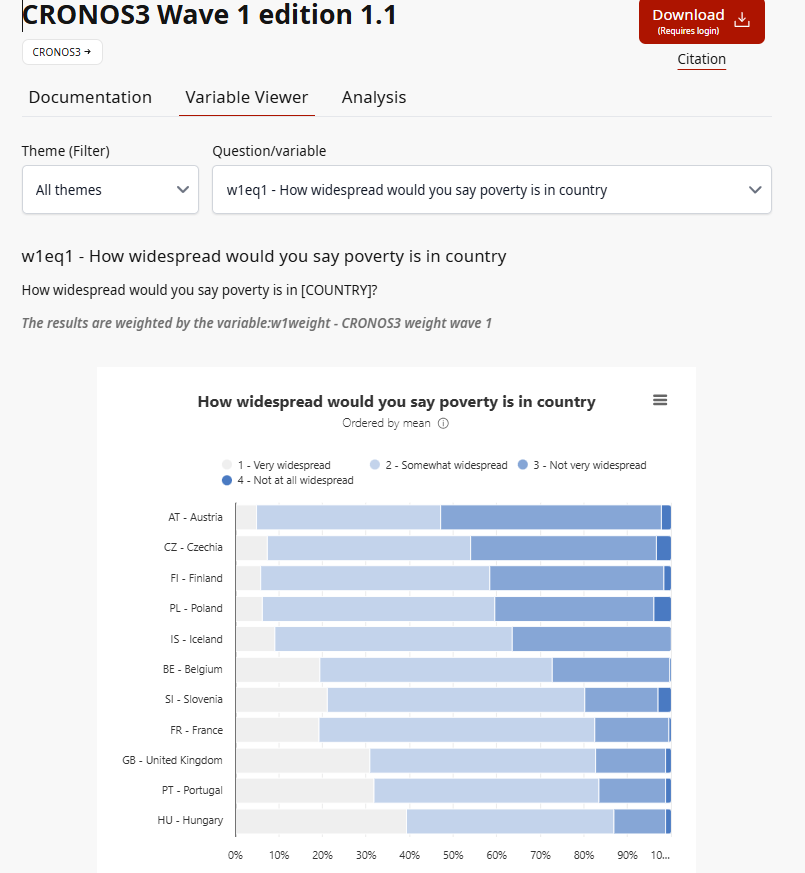 CRONOS3 Wave 1 edition 1.1
Download
(Requires login)
CRONOS3 →
Citation
Documentation Variable Viewer Analysis
Theme (Filter) Question/variable
All themes w1eq1 - How widespread would you say poverty is in country
w1eq1 - How widespread would you say poverty is in country
How widespread would you say poverty is in [COUNTRY]?
The results are weighted by the variable:w1weight - CRONOS3 weight wave 1
How widespread would you say poverty is in country
Ordered by mean ⓘ
1 - Very widespread 2 - Somewhat widespread 3 - Not very widespread
4 - Not at all widespread
AT - Austria
CZ - Czechia
FI - Finland
PL - Poland
IS - Iceland
BE - Belgium
SI - Slovenia
FR - France
GB - United Kingdom
PT - Portugal
HU - Hungary
0% 10% 20% 30% 40% 50% 60% 70% 80% 90% 10...